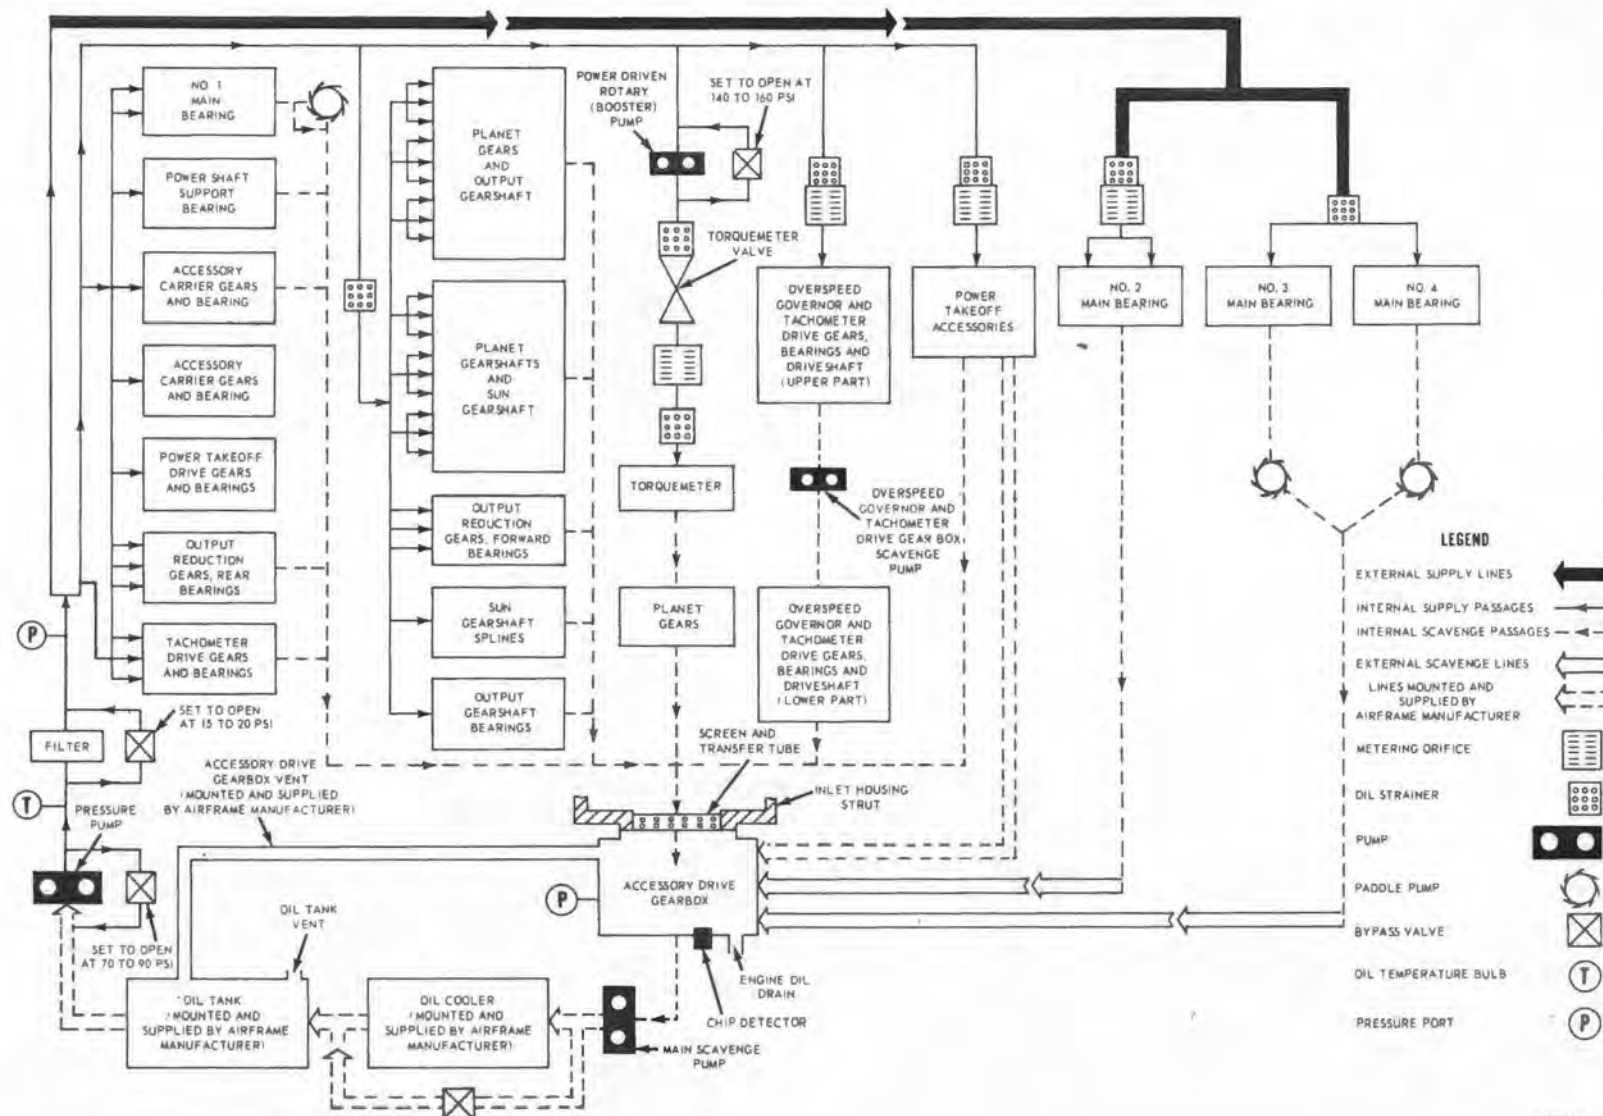 NO. 1
MAIN
BEARING
POWER SHAFT
SUPPORT
BEARING
ACCESSORY
CARRIER GEARS
AND BEARING
ACCESSORY
CARRIER GEARS
AND BEARING
POWER TAKEOFF
DRIVE GEARS
AND BEARINGS
OUTPUT
REDUCTION
GEARS, REAR
BEARINGS
TACHOMETER
DRIVE GEARS
AND BEARINGS
PLANET
GEARS
AND
OUTPUT
GEARSHAFT
PLANET
GEARSHAFTS
AND
SUN
GEARSHAFT
OUTPUT
REDUCTION
GEARS, FORWARD
BEARINGS
SUN
GEARSHAFT
SPLINES
OUTPUT
GEARSHAFT
BEARINGS
POWER DRIVEN
ROTARY
(BOOSTER)
PUMP
SET TO OPEN AT
140 TO 160 PSI
TORQUEMETER
VALVE
TORQUEMETER
PLANET
GEARS
OVERSPEED
GOVERNOR AND
TACHOMETER
DRIVE GEARS,
BEARINGS AND
DRIVESHAFT
(UPPER PART)
OVERSPEED
GOVERNOR AND
TACHOMETER
DRIVE GEAR BOX
SCAVENGE
PUMP
OVERSPEED
GOVERNOR AND
TACHOMETER
DRIVE GEARS,
BEARINGS AND
DRIVESHAFT
(LOWER PART)
POWER
TAKEOFF
ACCESSORIES
NO. 2
MAIN BEARING
NO. 3
MAIN BEARING
NO. 4
MAIN BEARING
P
SET TO OPEN
AT 15 TO 20 PSI
FILTER
T
PRESSURE
PUMP
SET TO OPEN
AT 70 TO 90 PSI
ACCESSORY DRIVE
GEARBOX VENT
(MOUNTED AND SUPPLIED
BY AIRFRAME MANUFACTURER)
SCREEN AND
TRANSFER TUBE
INLET HOUSING
STRUT
P
ACCESSORY DRIVE
GEARBOX
ENGINE OIL
DRAIN
CHIP DETECTOR
OIL TANK
VENT
OIL TANK
(MOUNTED AND
SUPPLIED BY AIRFRAME
MANUFACTURER)
OIL COOLER
(MOUNTED AND
SUPPLIED BY AIRFRAME
MANUFACTURER)
MAIN SCAVENGE
PUMP
LEGEND
EXTERNAL SUPPLY LINES
INTERNAL SUPPLY PASSAGES
INTERNAL SCAVENGE PASSAGES
EXTERNAL SCAVENGE LINES
LINES MOUNTED AND
SUPPLIED BY
AIRFRAME MANUFACTURER
METERING ORIFICE
OIL STRAINER
PUMP
PADDLE PUMP
BYPASS VALVE
OIL TEMPERATURE BULB
T
PRESSURE PORT
P